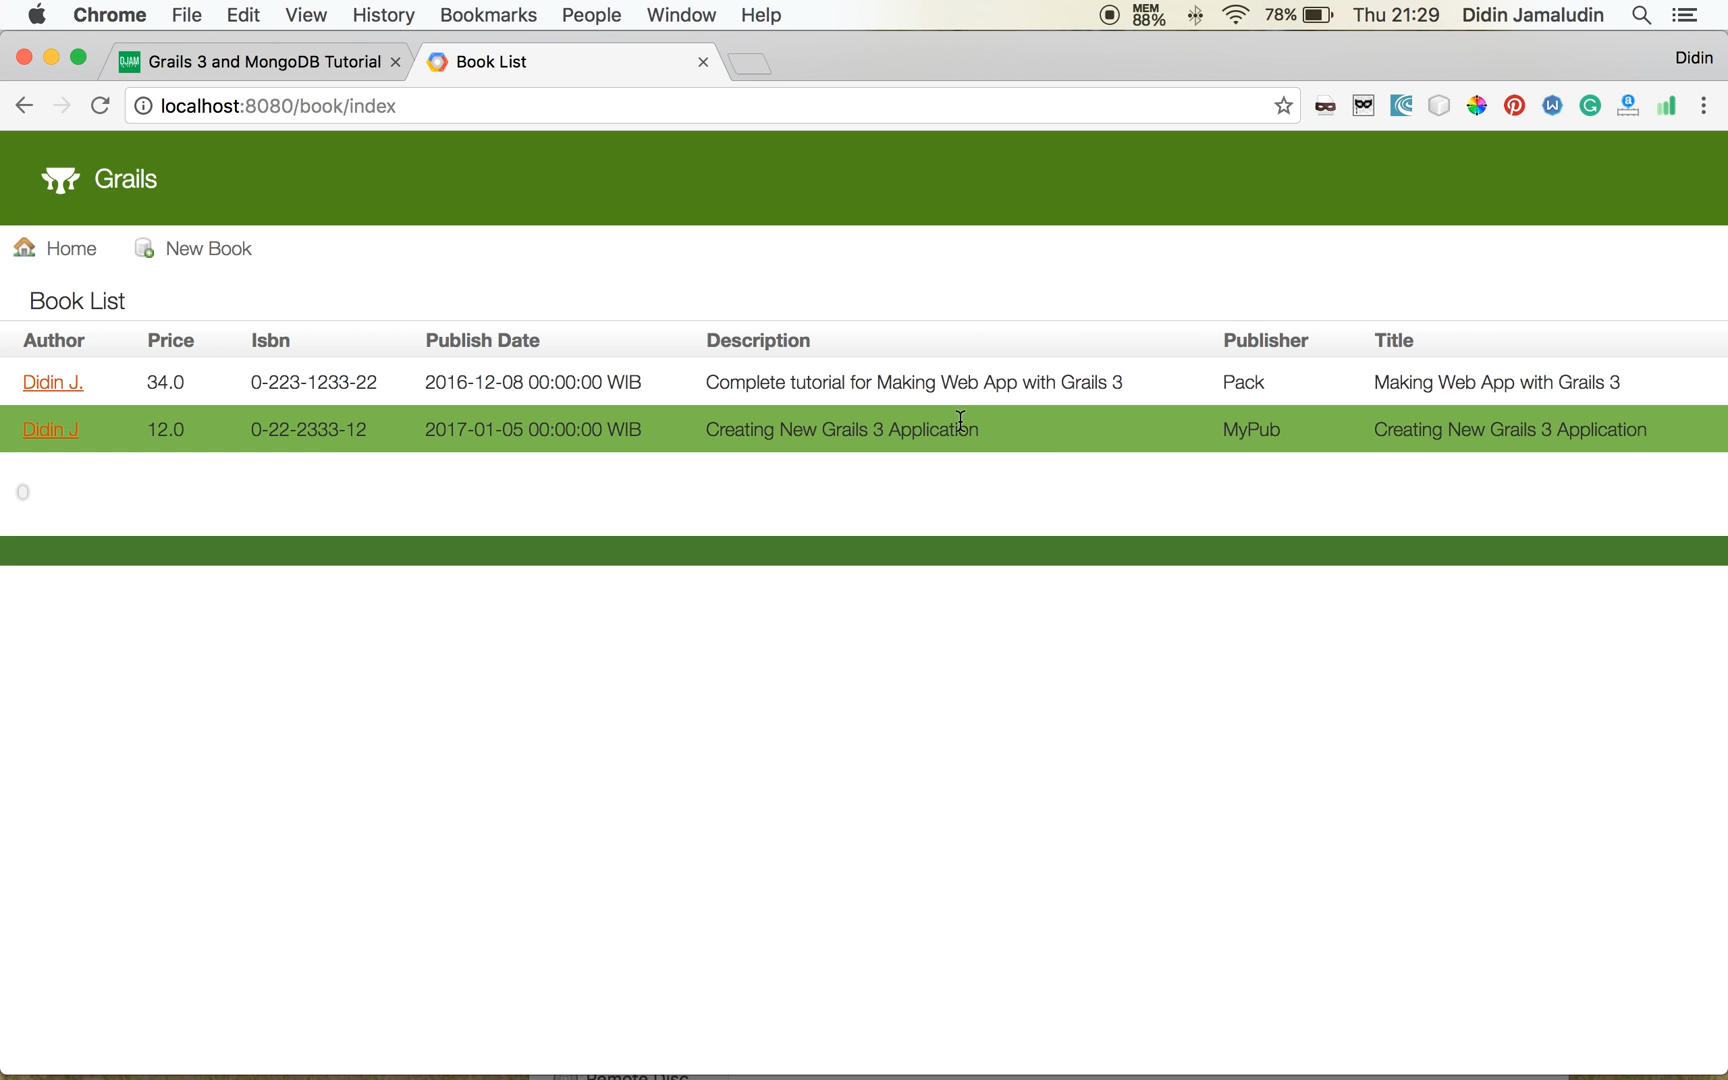 Chrome File Edit View History Bookmarks People Window Help MEM 88% 78% Thu 21:29 Didin Jamaludin
DJAM Grails 3 and MongoDB Tutorial Book List Didin
localhost:8080/book/index
Grails
Home New Book
Book List
Author Price Isbn Publish Date Description Publisher Title
Didin J. 34.0 0-223-1233-22 2016-12-08 00:00:00 WIB Complete tutorial for Making Web App with Grails 3 Pack Making Web App with Grails 3
Didin J 12.0 0-22-2333-12 2017-01-05 00:00:00 WIB Creating New Grails 3 Application MyPub Creating New Grails 3 Application
Remote Disc